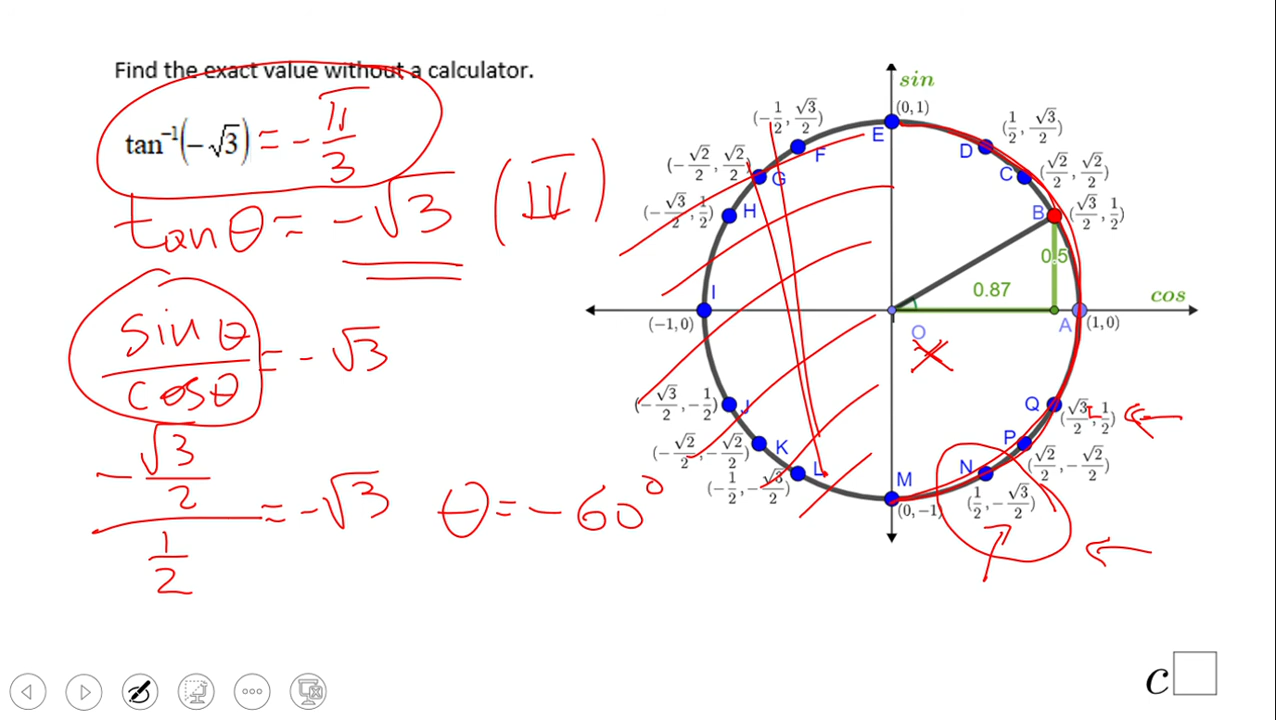 Find the exact value without a calculator.
tan⁻¹(−√3) = −π/3
tanθ = −√3 (IV)
sinθ/cosθ = −√3
(−√3/2)/(1/2) = −√3
θ = −60°
sin
(0, 1)
E
(−1/2, √3/2)
F
(1/2, √3/2)
D
(−√2/2, √2/2)
G
C
(√2/2, √2/2)
(−√3/2, 1/2)
H
B
(√3/2, 1/2)
0.5
I
0.87
cos
(−1, 0)
O
A
(1, 0)
(−√3/2, −1/2)
J
Q
(√3/2, −1/2)
(−√2/2, −√2/2)
K
P
(√2/2, −√2/2)
(−1/2, −√3/2)
L
M
N
(0, −1)
(1/2, −√3/2)
c